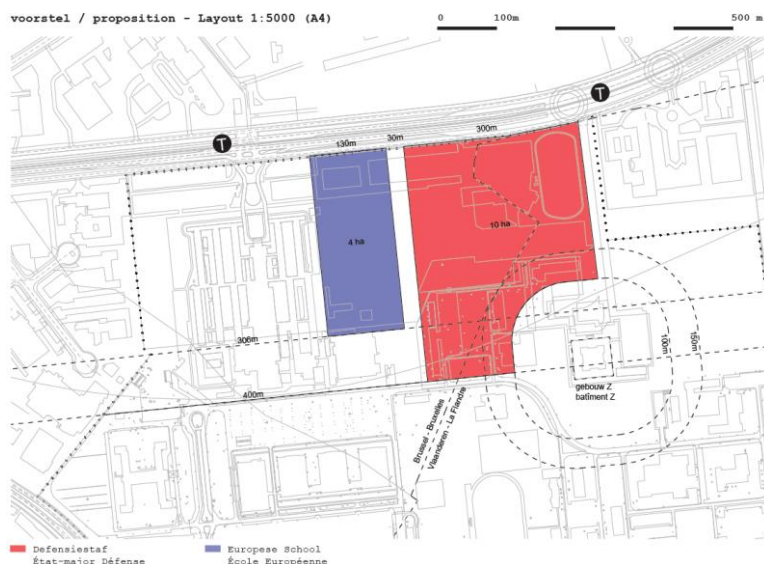 voorstel / proposition - Layout 1:5000 (A4)
0 100m 500 m
T
T
130m
30m
300m
4 ha
10 ha
306m
400m
100m
150m
gebouw Z
batiment Z
Brussel - Bruxelles
Vlaanderen - La Flandre
Defensiestaf
État-major Défense
Europese School
École Européenne